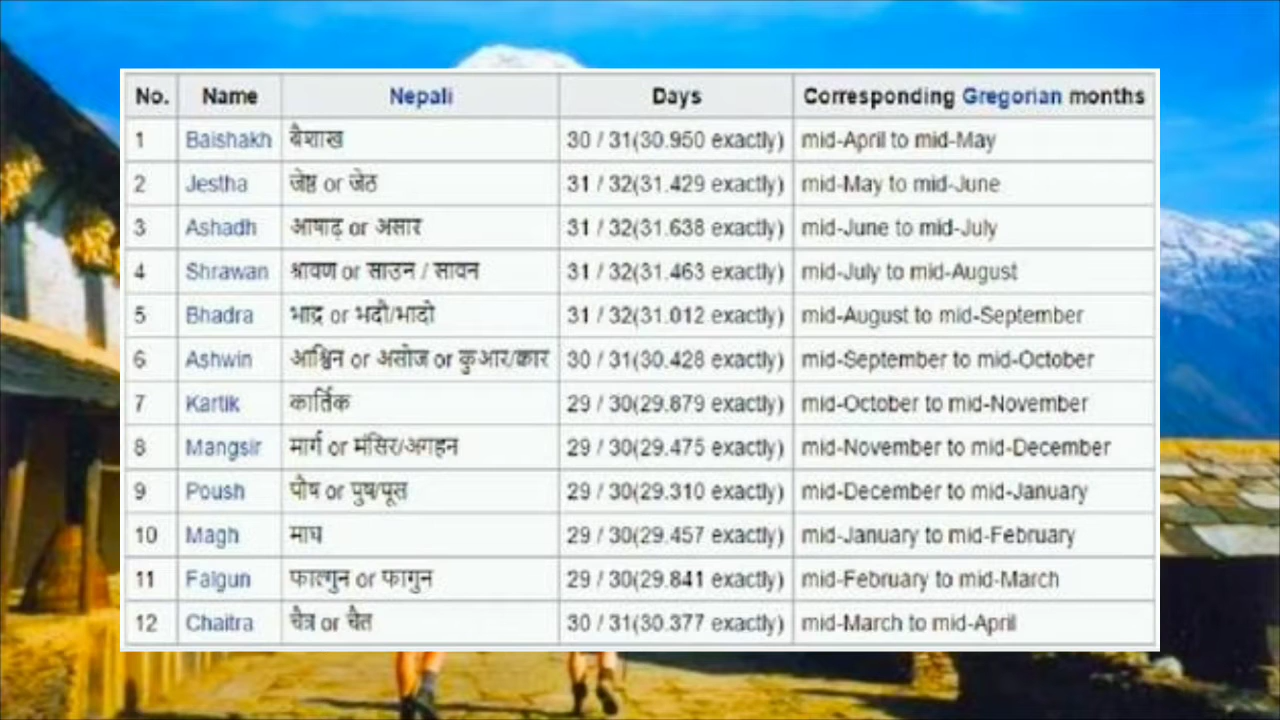 No. Name Nepali Days Corresponding Gregorian months
1 Baishakh बैशाख 30 / 31(30.950 exactly) mid-April to mid-May
2 Jestha जेष्ठ or जेठ 31 / 32(31.429 exactly) mid-May to mid-June
3 Ashadh आषाढ़ or असार 31 / 32(31.638 exactly) mid-June to mid-July
4 Shrawan श्रावण or साउन / सावन 31 / 32(31.463 exactly) mid-July to mid-August
5 Bhadra भाद्र or भदौ/भादो 31 / 32(31.012 exactly) mid-August to mid-September
6 Ashwin आश्विन or असोज or कुआर/क्वार 30 / 31(30.428 exactly) mid-September to mid-October
7 Kartik कार्तिक 29 / 30(29.879 exactly) mid-October to mid-November
8 Mangsir मार्ग or मंसिर/अगहन 29 / 30(29.475 exactly) mid-November to mid-December
9 Poush पौष or पुष/पूस 29 / 30(29.310 exactly) mid-December to mid-January
10 Magh माघ 29 / 30(29.457 exactly) mid-January to mid-February
11 Falgun फाल्गुन or फागुन 29 / 30(29.841 exactly) mid-February to mid-March
12 Chaitra चैत्र or चैत 30 / 31(30.377 exactly) mid-March to mid-April